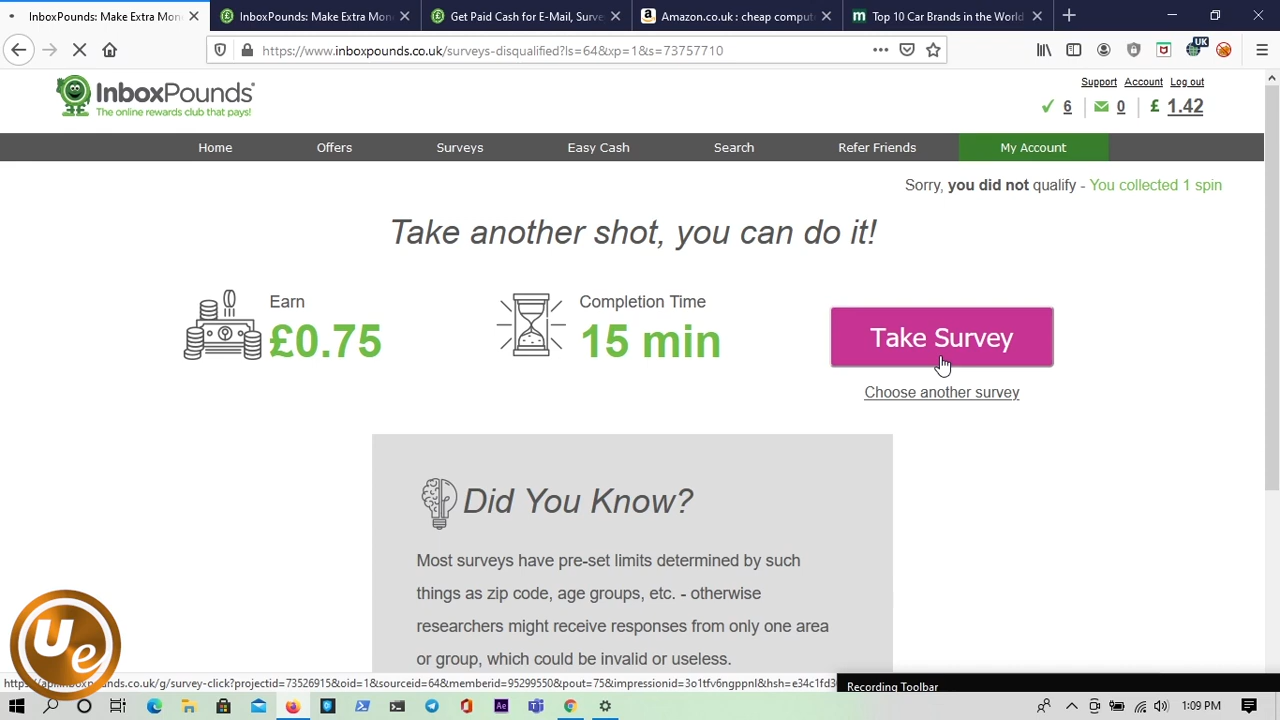 InboxPounds: Make Extra Mon
InboxPounds: Make Extra Mon
Get Paid Cash for E-Mail, Surve
Amazon.co.uk : cheap comput
Top 10 Car Brands in the World
https://www.inboxpounds.co.uk/surveys-disqualified?ls=64&xp=1&s=73757710
UK
InboxPounds
The online rewards club that pays!
Support Account Log out
6 0 £ 1.42
Home Offers Surveys Easy Cash Search Refer Friends My Account
Sorry, you did not qualify - You collected 1 spin
Take another shot, you can do it!
Earn
£0.75
Completion Time
15 min
Take Survey
Choose another survey
Did You Know?
Most surveys have pre-set limits determined by such
things as zip code, age groups, etc. - otherwise
researchers might receive responses from only one area
or group, which could be invalid or useless.
Ue
Recording Toolbar
1:09 PM